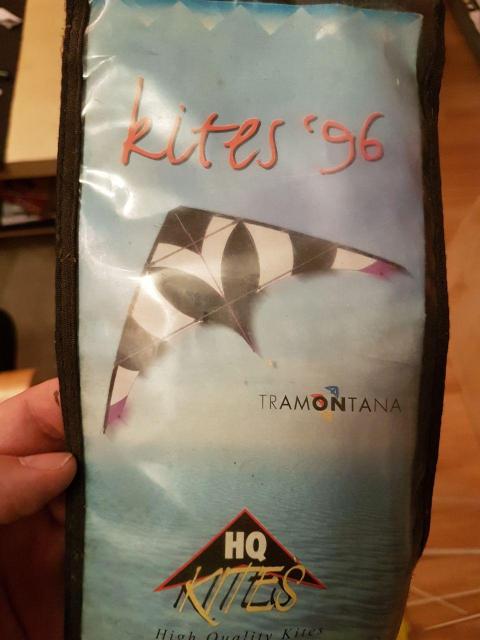 kites '96
TRAMONTANA
HQ
KITES
High Quality Kites